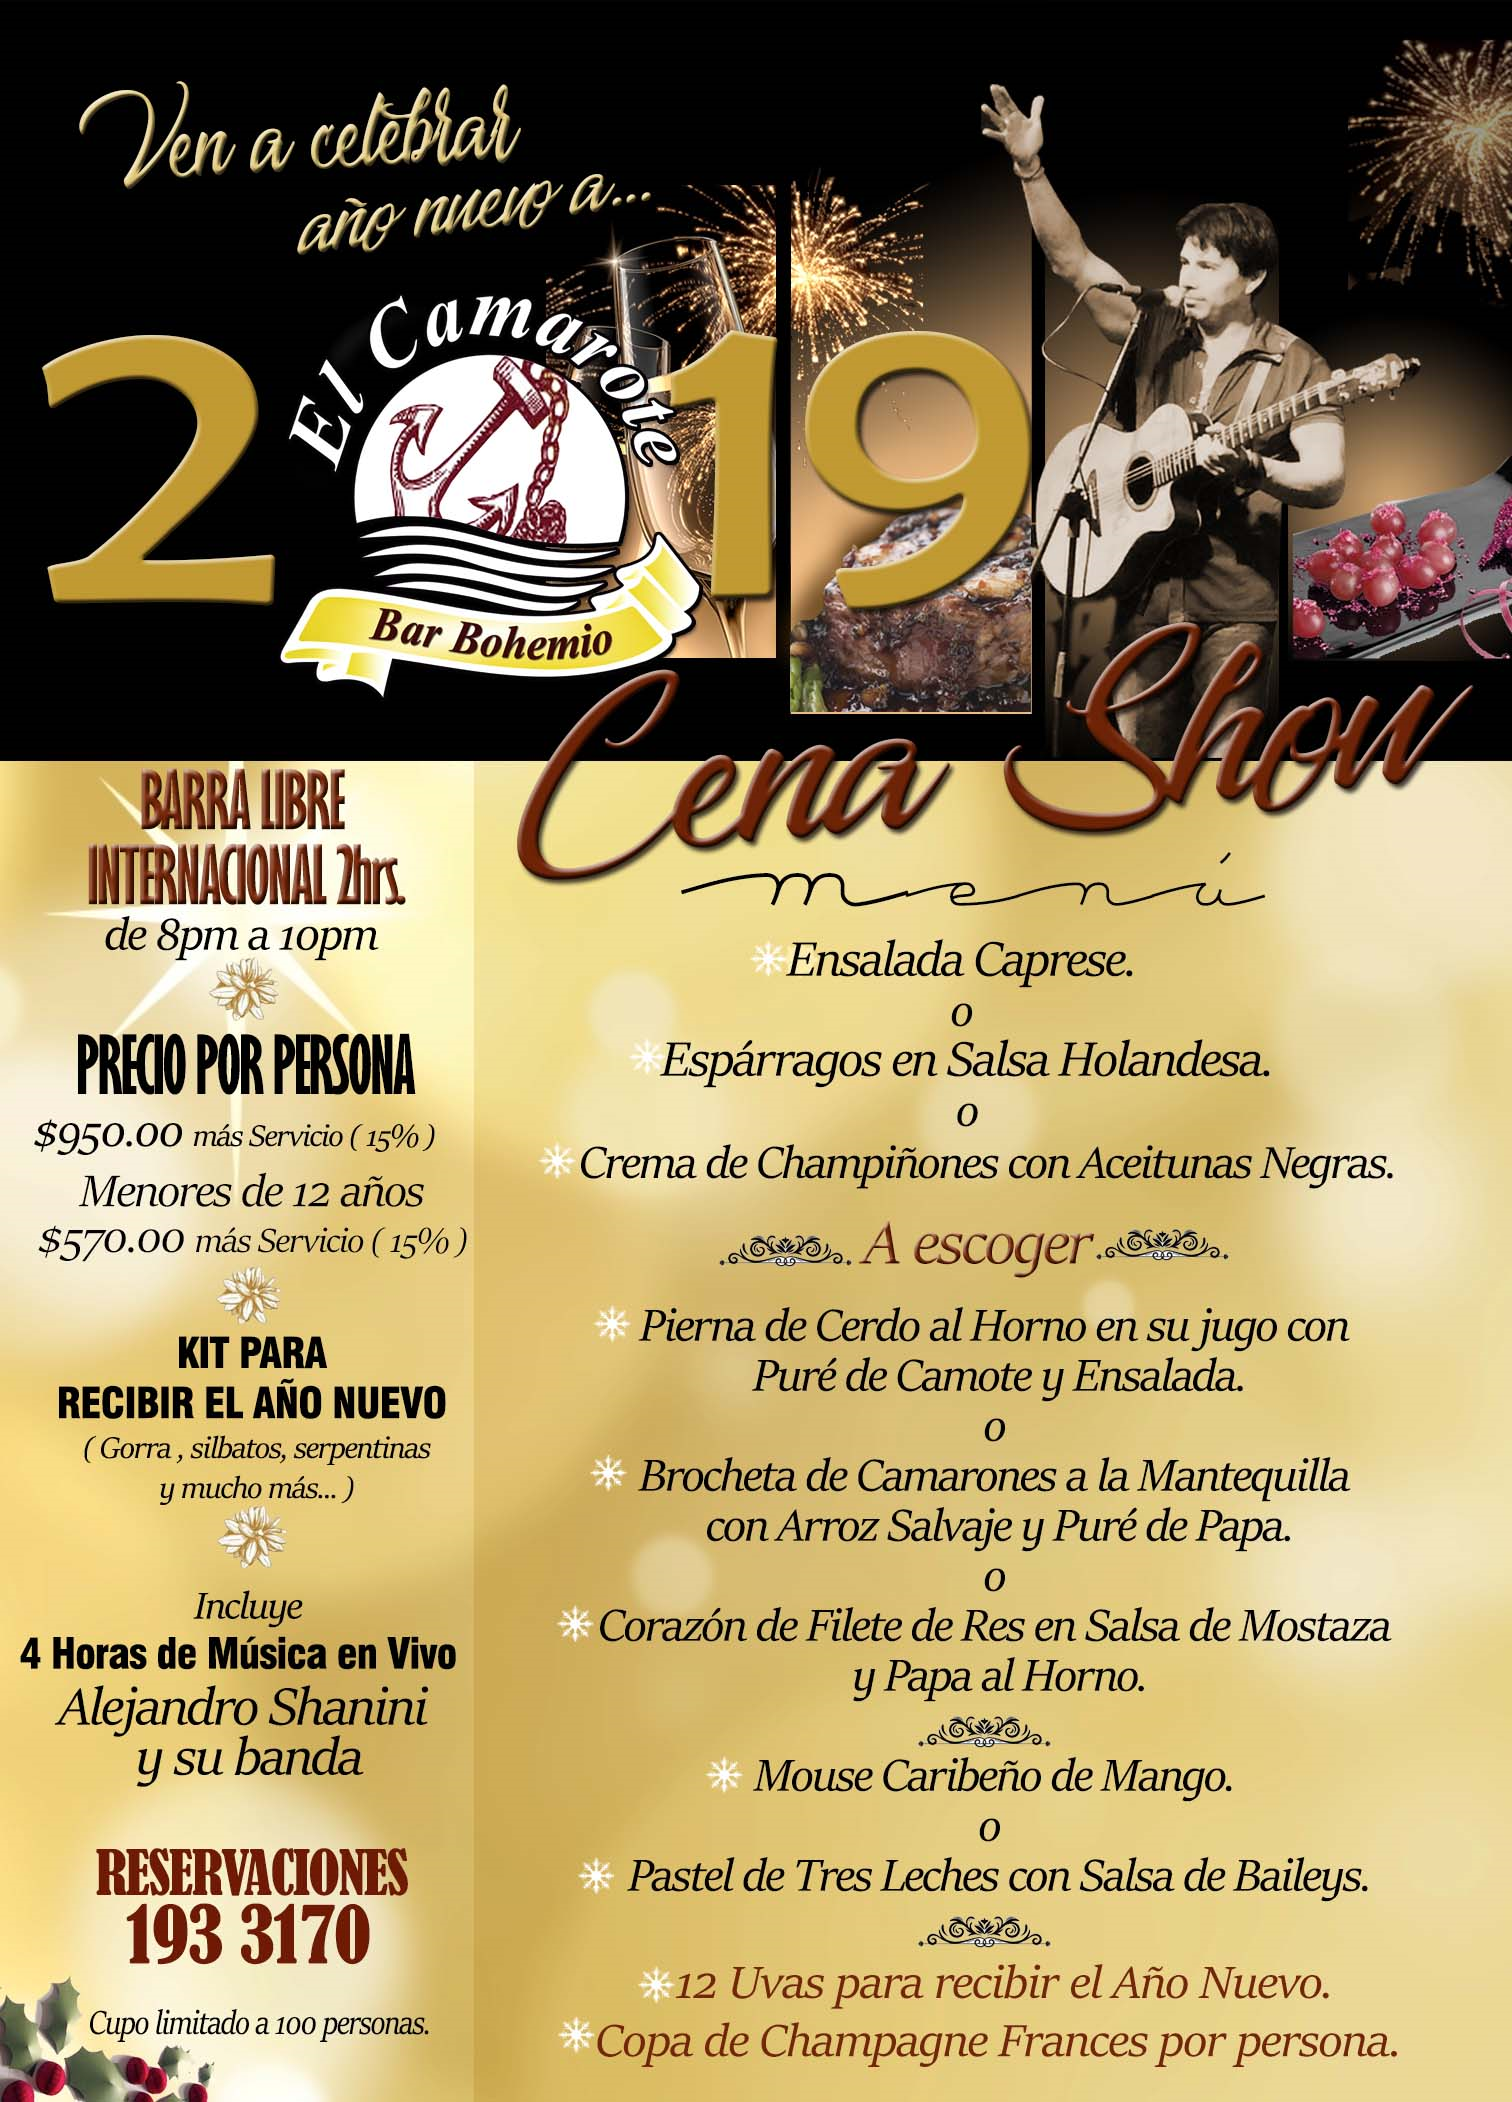 Ven a celebrar
año nuevo a...
2 19
El Camarote
Bar Bohemio
Cena Show
menú
BARRA LIBRE
INTERNACIONAL 2hrs.
de 8pm a 10pm
PRECIO POR PERSONA
$950.00 más Servicio ( 15% )
Menores de 12 años
$570.00 más Servicio ( 15% )
KIT PARA
RECIBIR EL AÑO NUEVO
( Gorra , silbatos, serpentinas
y mucho más... )
Incluye
4 Horas de Música en Vivo
Alejandro Shanini
y su banda
RESERVACIONES
193 3170
Cupo limitado a 100 personas.
Ensalada Caprese.
o
Espárragos en Salsa Holandesa.
o
Crema de Champiñones con Aceitunas Negras.
A escoger
Pierna de Cerdo al Horno en su jugo con
Puré de Camote y Ensalada.
o
Brocheta de Camarones a la Mantequilla
con Arroz Salvaje y Puré de Papa.
o
Corazón de Filete de Res en Salsa de Mostaza
y Papa al Horno.
Mouse Caribeño de Mango.
o
Pastel de Tres Leches con Salsa de Baileys.
12 Uvas para recibir el Año Nuevo.
Copa de Champagne Frances por persona.